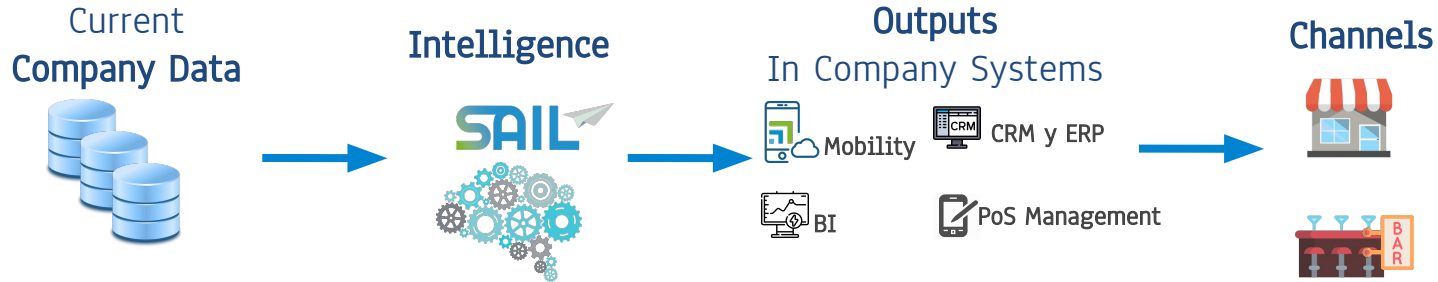 Current
Company Data
Intelligence
SAIL
Outputs
In Company Systems
Mobility
CRM
CRM y ERP
BI
PoS Management
Channels
BAR